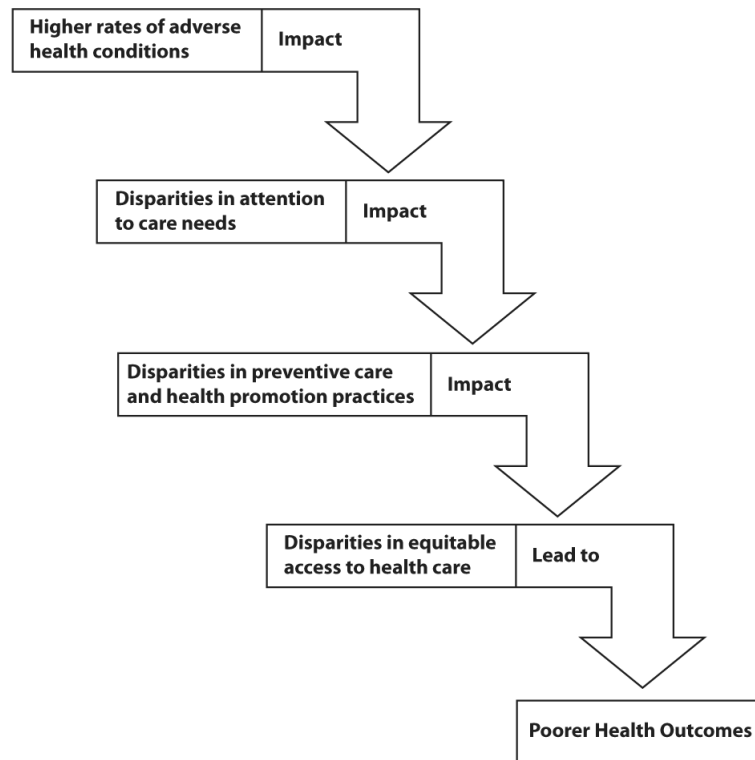 Higher rates of adverse
health conditions
Impact
Disparities in attention
to care needs
Impact
Disparities in preventive care
and health promotion practices
Impact
Disparities in equitable
access to health care
Lead to
Poorer Health Outcomes